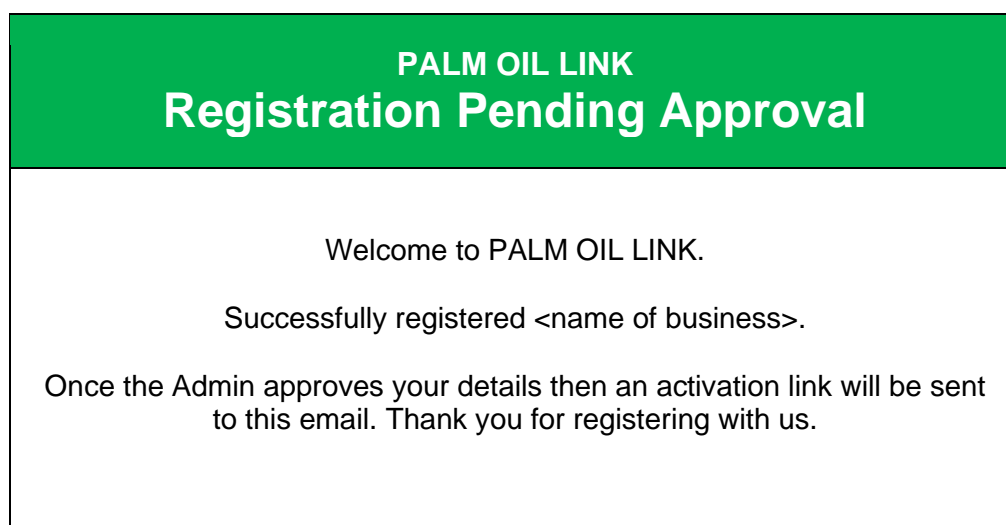 PALM OIL LINK
Registration Pending Approval
Welcome to PALM OIL LINK.
Successfully registered <name of business>.
Once the Admin approves your details then an activation link will be sent
to this email. Thank you for registering with us.